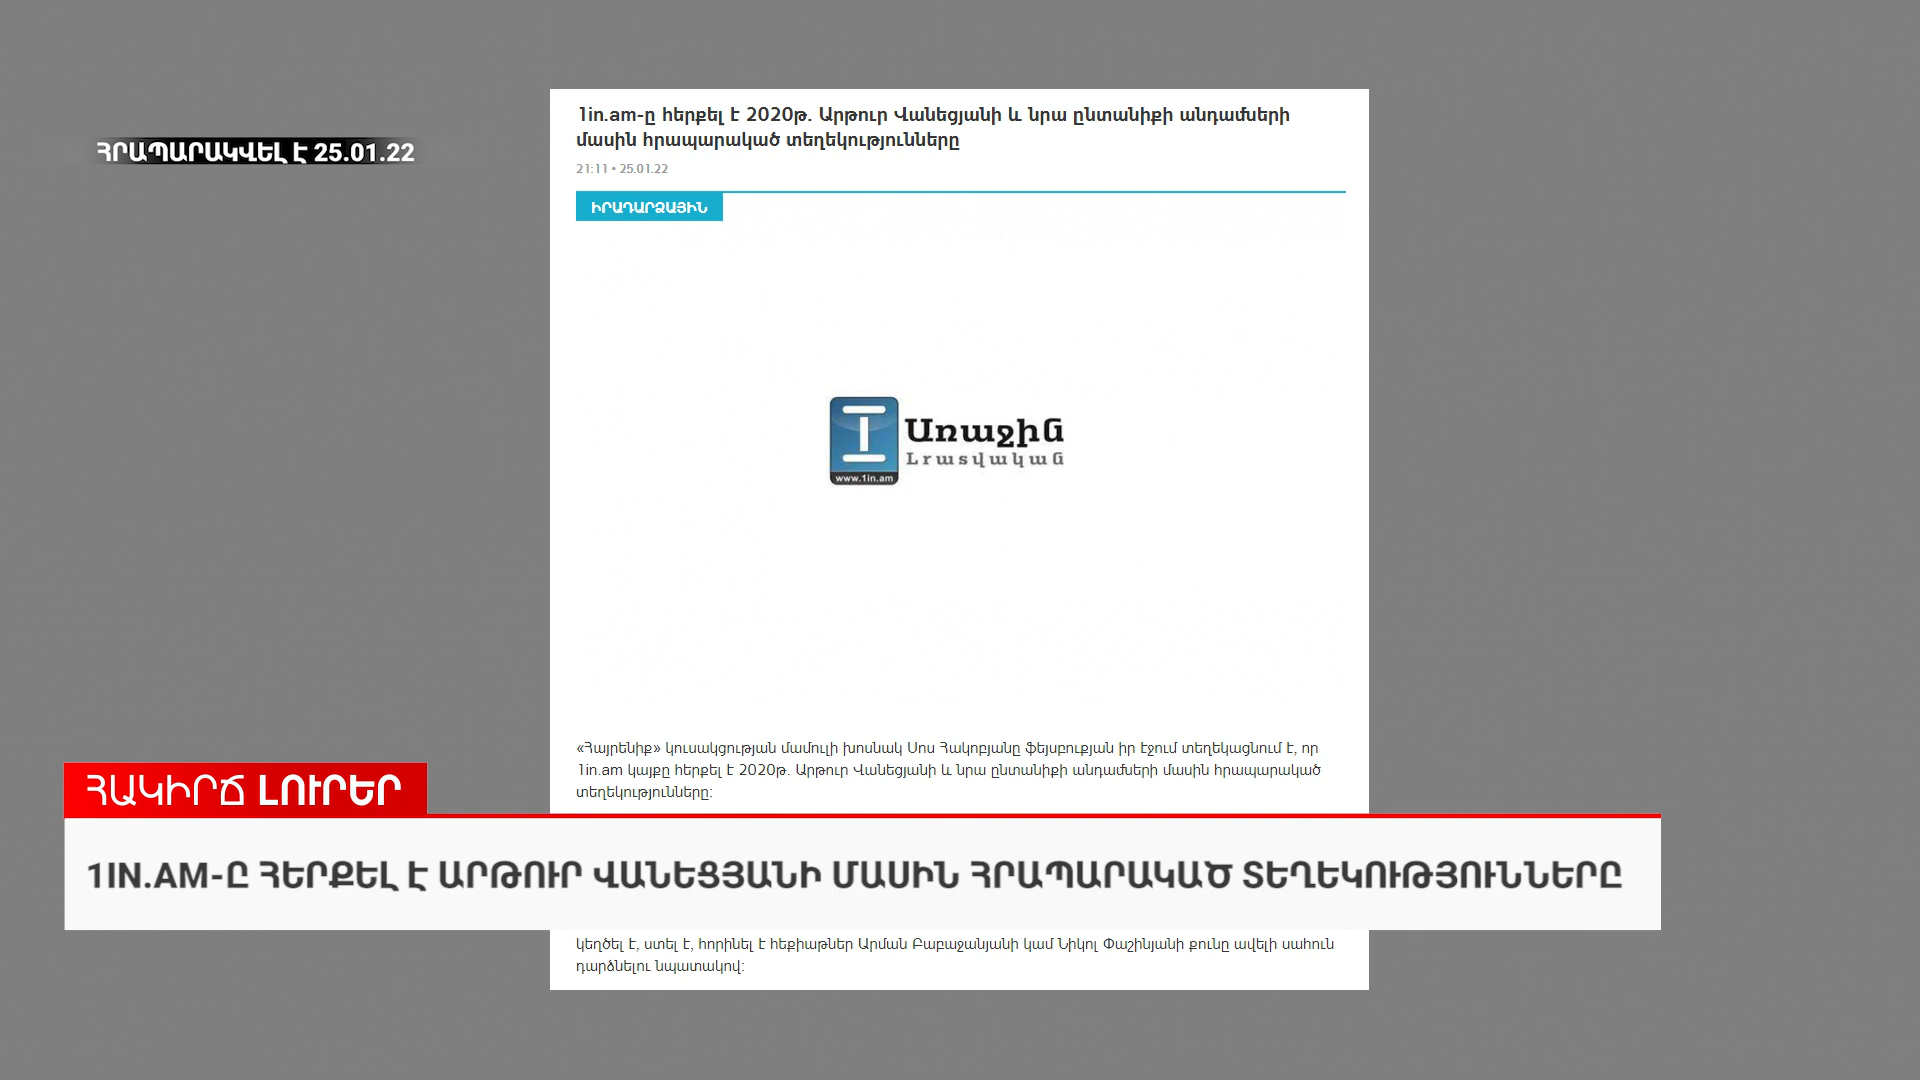 ՀՐԱՊԱՐԱԿՎԵԼ Է 25.01.22
1in.am-ը հերքել է 2020թ. Արթուր Վանեցյանի և նրա ընտանիքի անդամների
մասին հրապարակած տեղեկությունները
21:11 • 25.01.22
ԻՐԱԴԱՐՁԱՅԻՆ
Առաջին
Լրատվական
www.1in.am
«Հայրենիք» կուսակցության մամուլի խոսնակ Սոս Հակոբյանը ֆեյսբուքյան իր էջում տեղեկացնում է, որ
1in.am կայքը հերքել է 2020թ. Արթուր Վանեցյանի և նրա ընտանիքի անդամների մասին հրապարակած
տեղեկությունները:
ՀԱԿԻՐՃ ԼՈՒՐԵՐ
1IN.AM-Ը ՀԵՐՔԵԼ Է ԱՐԹՈՒՐ ՎԱՆԵՑՅԱՆԻ ՄԱՍԻՆ ՀՐԱՊԱՐԱԿԱԾ ՏԵՂԵԿՈՒԹՅՈՒՆՆԵՐԸ
կեղծել է, ստել է, հորինել է հեքիաթներ Արման Բաբաջանյանի կամ Նիկոլ Փաշինյանի քունը ավելի սահուն
դարձնելու նպատակով: